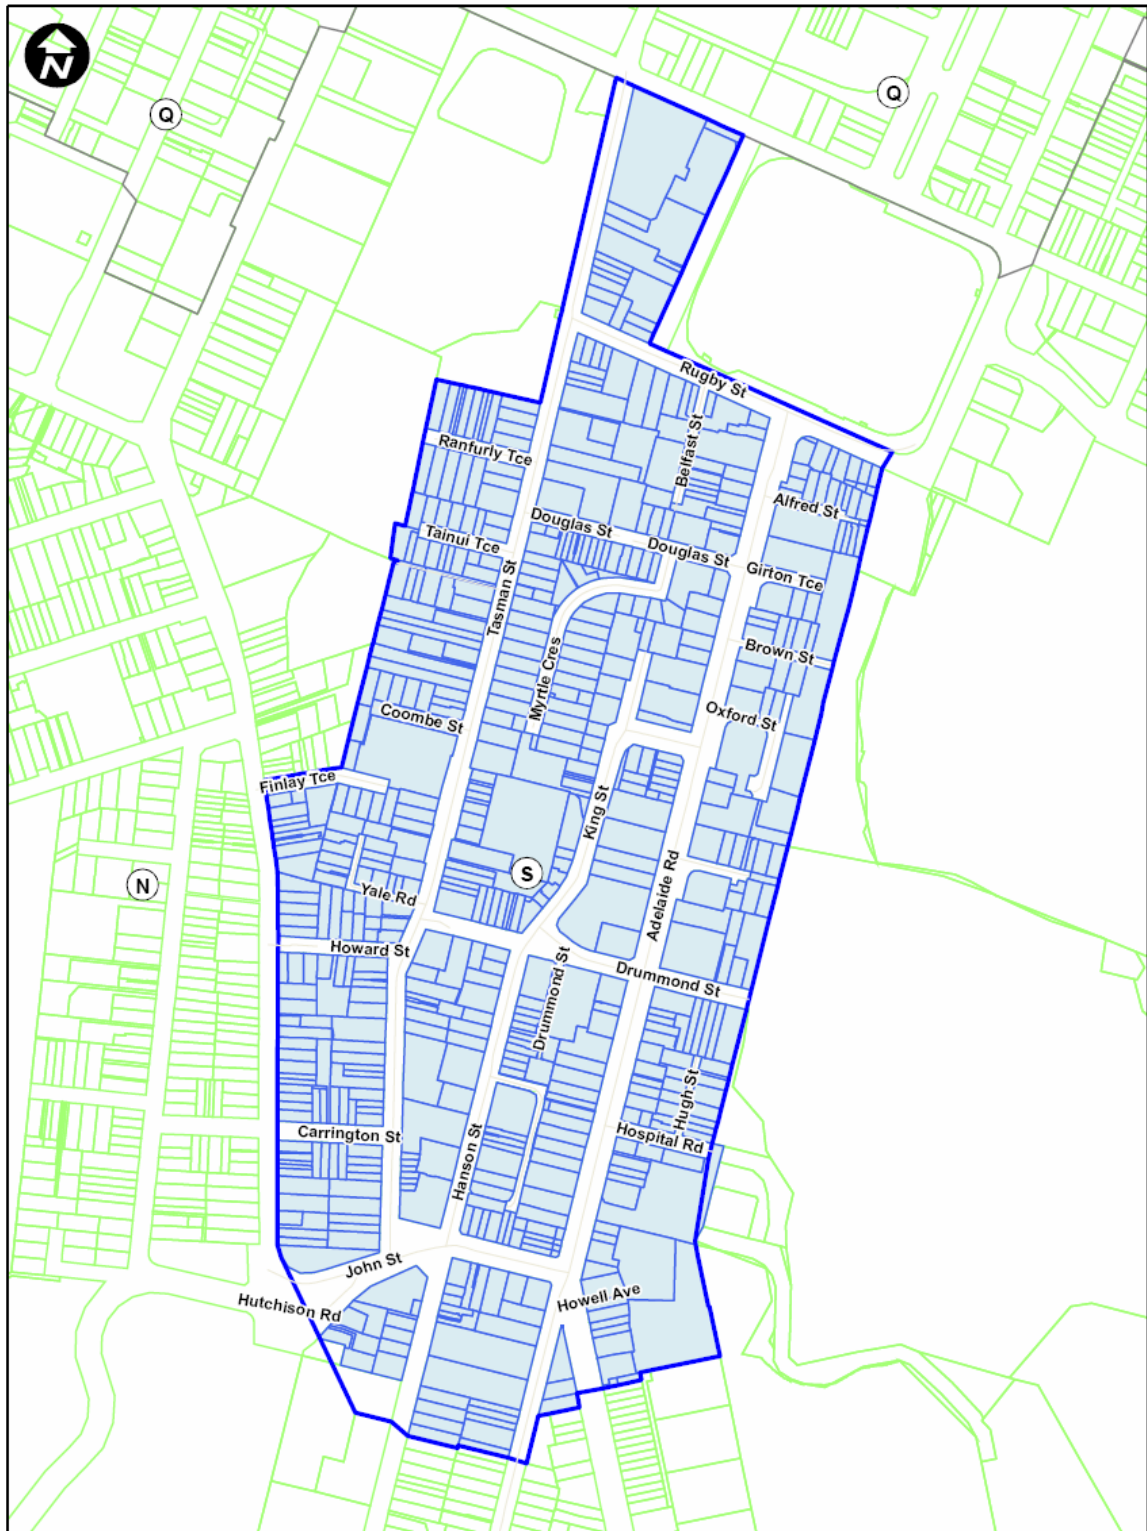 N
Q
Q
Rugby St
Belfast St
Ranfurly Tce
Alfred St
Douglas St
Tainui Tce
Douglas St
Girton Tce
Tasman St
Brown St
Myrtle Cres
Coombe St
Oxford St
Finlay Tce
King St
S
N
Yale Rd
Adelaide Rd
Howard St
Drummond St
Drummond St
Hugh St
Carrington St
Hospital Rd
Hanson St
John St
Howell Ave
Hutchison Rd